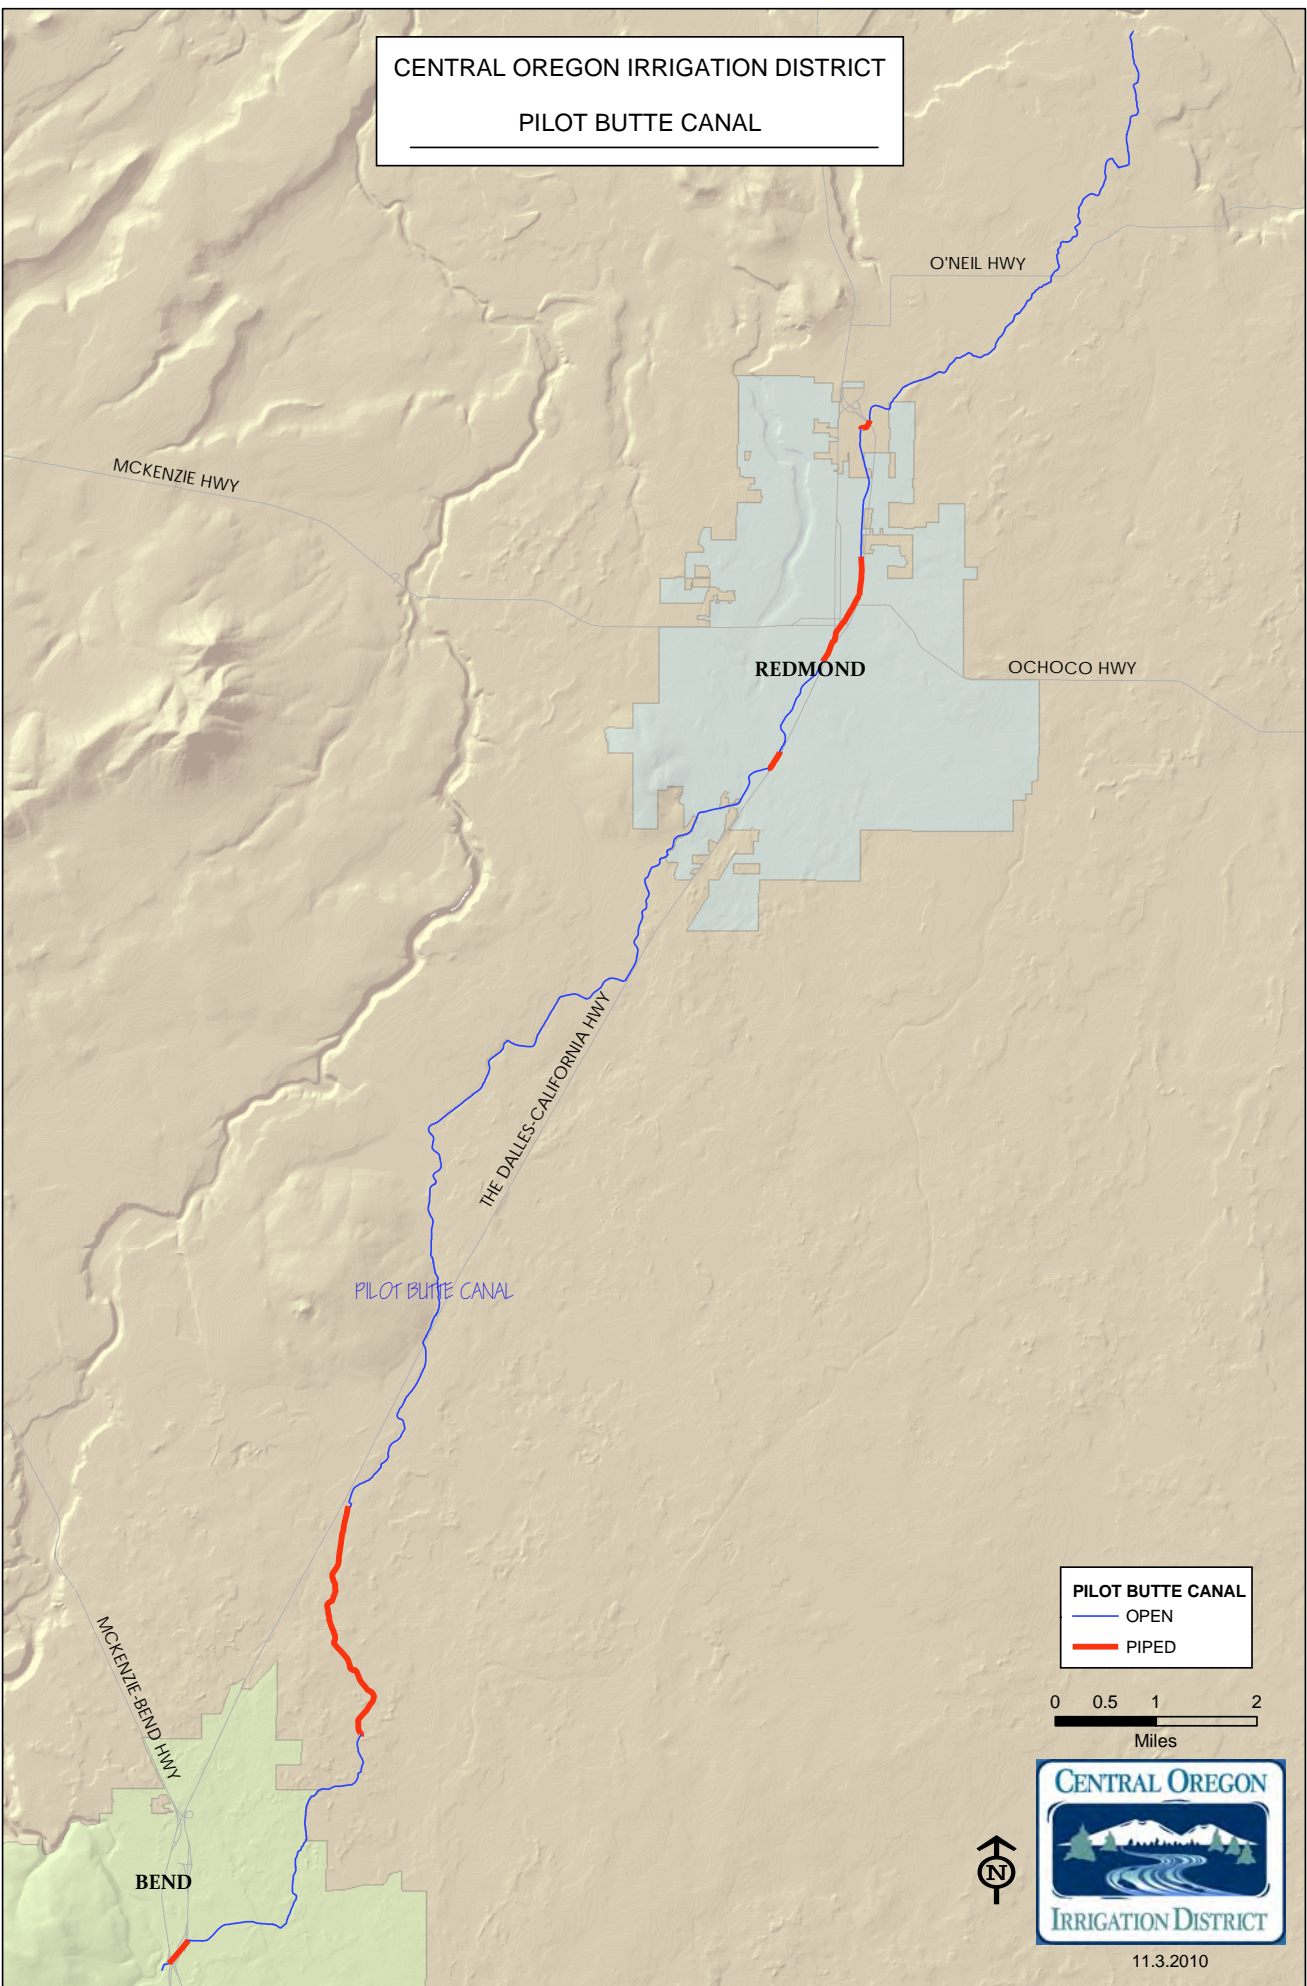 CENTRAL OREGON IRRIGATION DISTRICT
PILOT BUTTE CANAL
O'NEIL HWY
MCKENZIE HWY
REDMOND
OCHOCO HWY
THE DALLES-CALIFORNIA HWY
PILOT BUTTE CANAL
MCKENZIE-BEND HWY
BEND
PILOT BUTTE CANAL
OPEN
PIPED
0 0.5 1 2
Miles
N
CENTRAL OREGON
IRRIGATION DISTRICT
11.3.2010